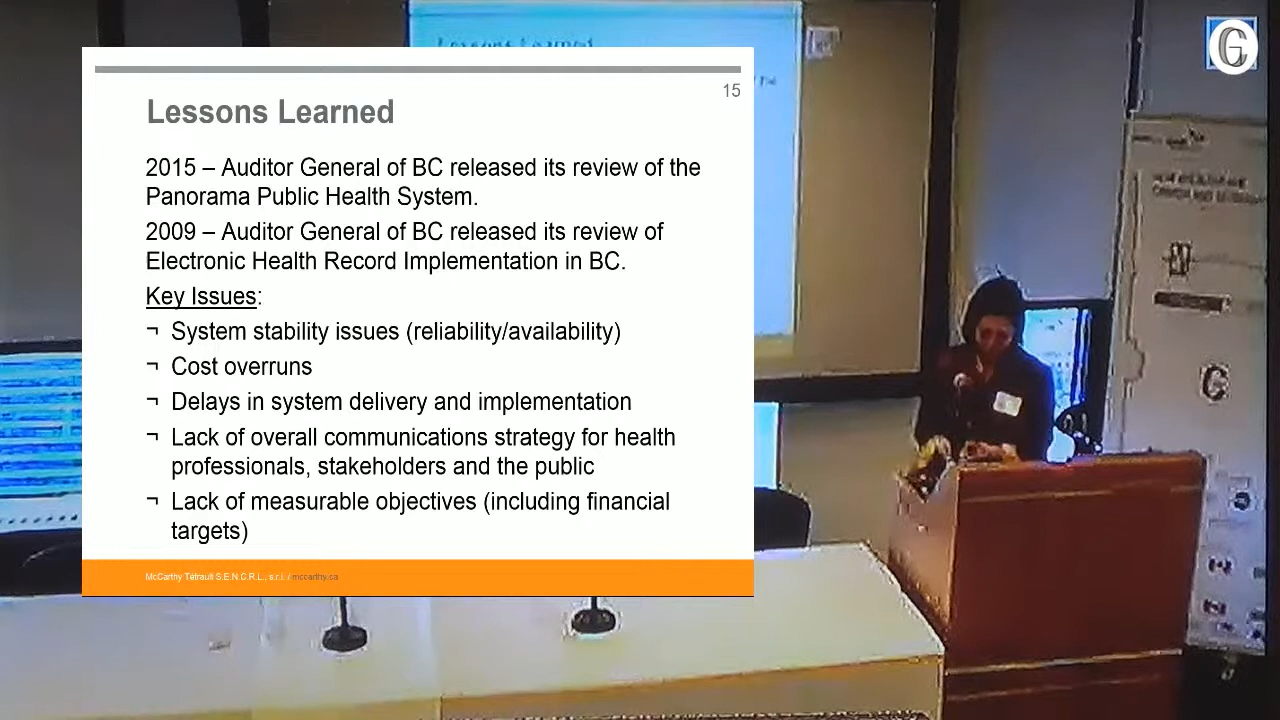 Lessons Learned
15
Lessons Learned
2015 – Auditor General of BC released its review of the
Panorama Public Health System.
2009 – Auditor General of BC released its review of
Electronic Health Record Implementation in BC.
Key Issues:
¬ System stability issues (reliability/availability)
¬ Cost overruns
¬ Delays in system delivery and implementation
¬ Lack of overall communications strategy for health
professionals, stakeholders and the public
¬ Lack of measurable objectives (including financial
targets)
McCarthy Tétrault S.E.N.C.R.L., s.r.l. / mccarthy.ca